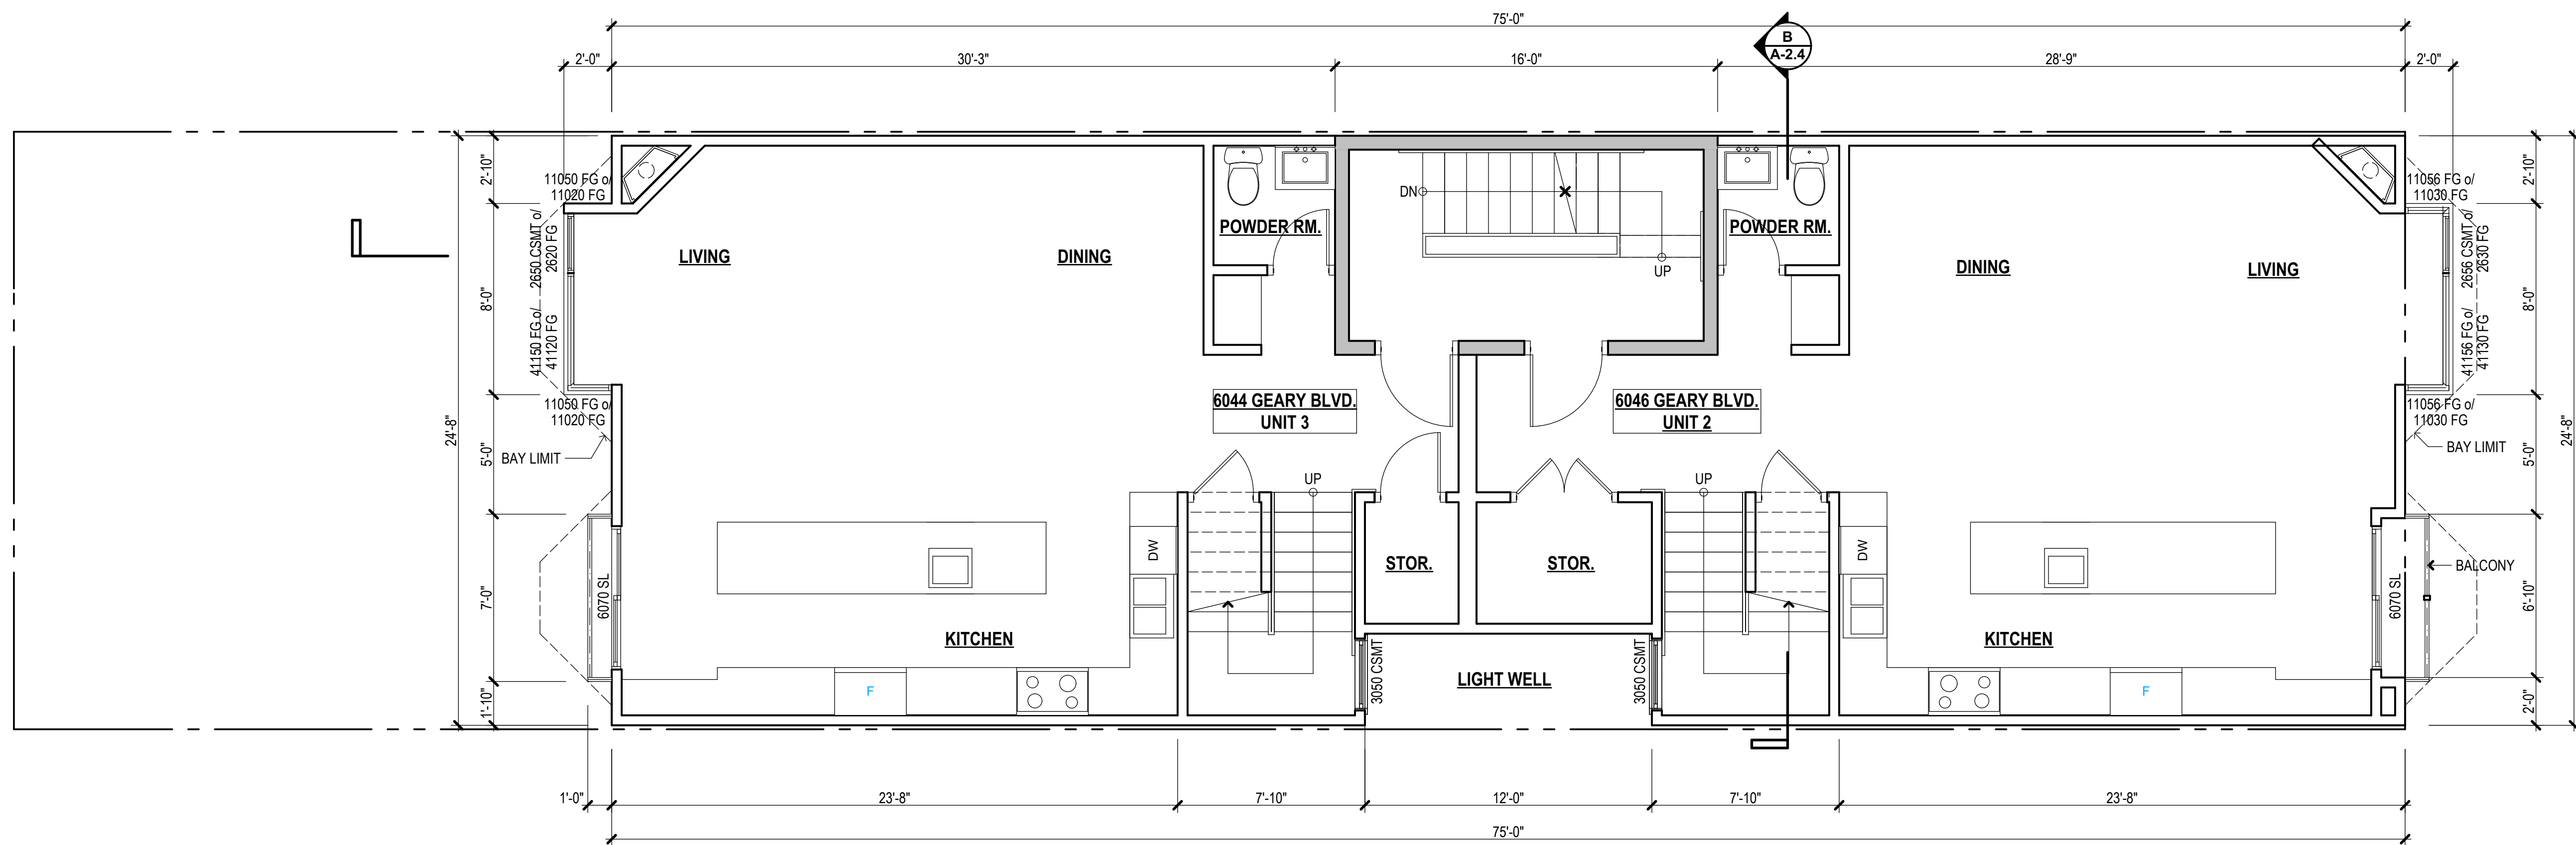 75'-0"
B
A-2.4
2'-0"
30'-3"
16'-0"
28'-9"
2'-0"
2'-10"
11050 FG o/
11020 FG
2650 CSMT o/
2620 FG
41150 FG o/
41120 FG
8'-0"
11050 FG o/
11020 FG
24'-8"
5'-0"
BAY LIMIT
7'-0"
6070 SL
1'-10"
LIVING
DINING
POWDER RM.
DN
UP
POWDER RM.
DINING
LIVING
6044 GEARY BLVD.
UNIT 3
6046 GEARY BLVD.
UNIT 2
UP
UP
DW
STOR.
STOR.
DW
KITCHEN
KITCHEN
F
3050 CSMT
LIGHT WELL
3050 CSMT
F
2'-10"
11056 FG o/
11030 FG
2656 CSMT o/
2630 FG
41156 FG o/
41130 FG
8'-0"
11056 FG o/
11030 FG
24'-8"
BAY LIMIT
5'-0"
BALCONY
6070 SL
6'-10"
2'-0"
1'-0"
23'-8"
7'-10"
12'-0"
7'-10"
23'-8"
75'-0"